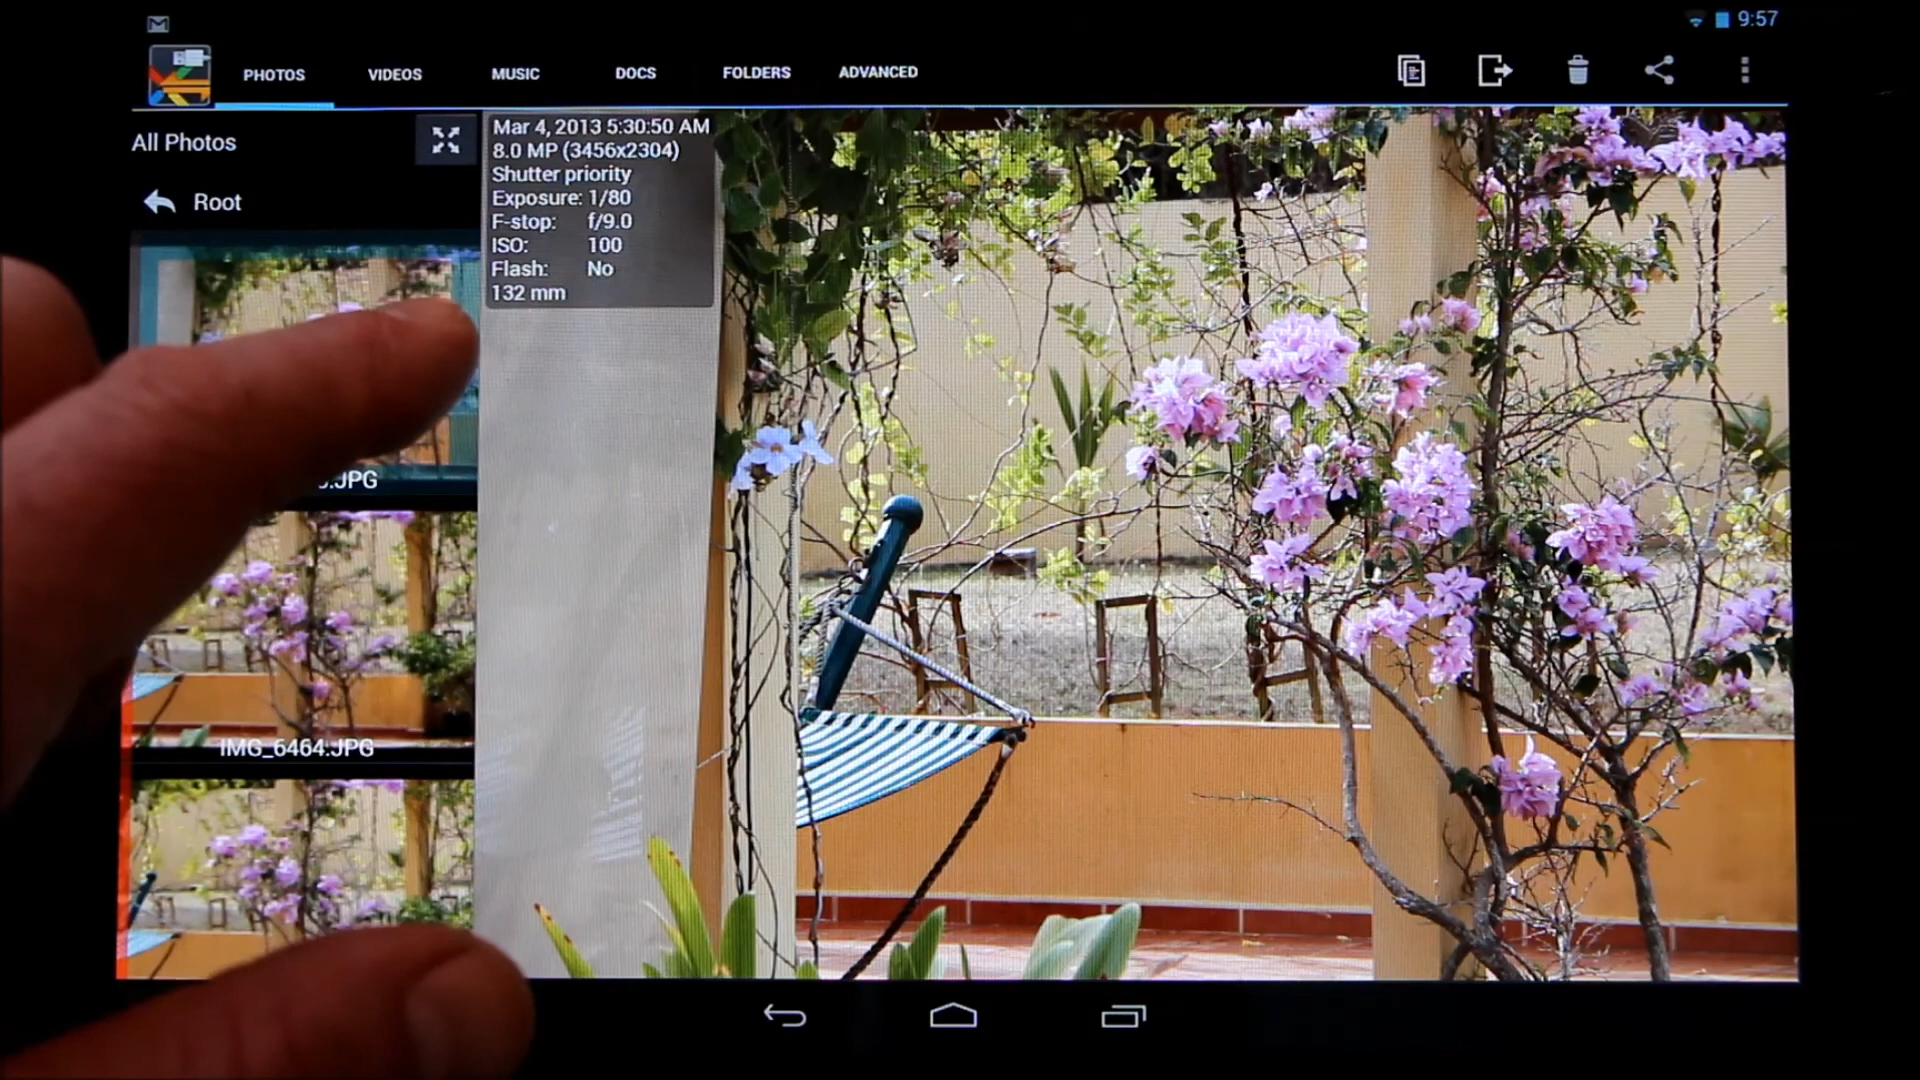 9:57
PHOTOS
VIDEOS
MUSIC
DOCS
FOLDERS
ADVANCED
All Photos
Root
.JPG
IMG_6464.JPG
Mar 4, 2013 5:30:50 AM
8.0 MP (3456x2304)
Shutter priority
Exposure: 1/80
F-stop: f/9.0
ISO: 100
Flash: No
132 mm